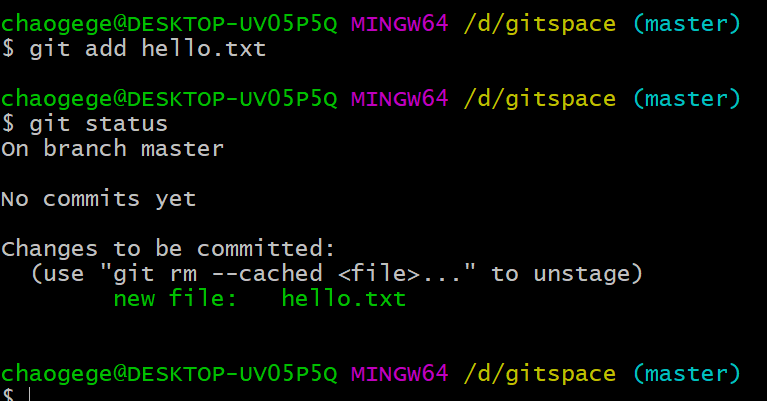 chaogege@DESKTOP-UV05P5Q MINGW64 /d/gitspace (master)
$ git add hello.txt
chaogege@DESKTOP-UV05P5Q MINGW64 /d/gitspace (master)
$ git status
On branch master
No commits yet
Changes to be committed:
  (use "git rm --cached <file>..." to unstage)
        new file:   hello.txt
chaogege@DESKTOP-UV05P5Q MINGW64 /d/gitspace (master)
$